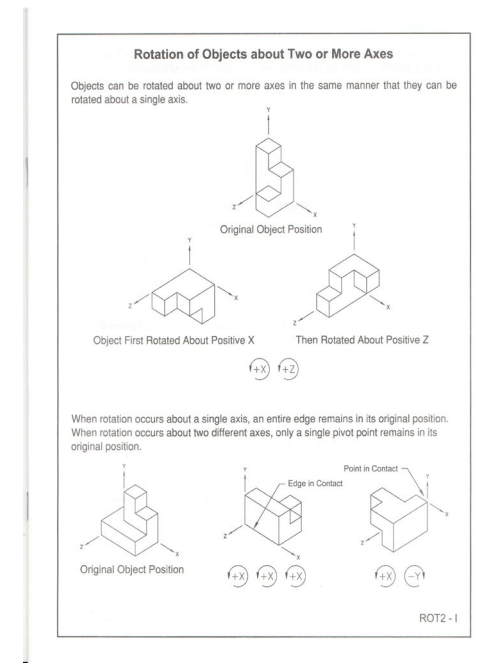 Rotation of Objects about Two or More Axes
Objects can be rotated about two or more axes in the same manner that they can be
rotated about a single axis.
Y
Z
X
Original Object Position
Y
Z
X
Y
Z
X
Object First Rotated About Positive X
Then Rotated About Positive Z
+X +Z
When rotation occurs about a single axis, an entire edge remains in its original position.
When rotation occurs about two different axes, only a single pivot point remains in its
original position.
Y
Z
X
Y
Edge in Contact
Z
X
Point in Contact
Y
Z
X
Original Object Position
+X +X +X
+X -Y
ROT2 - I